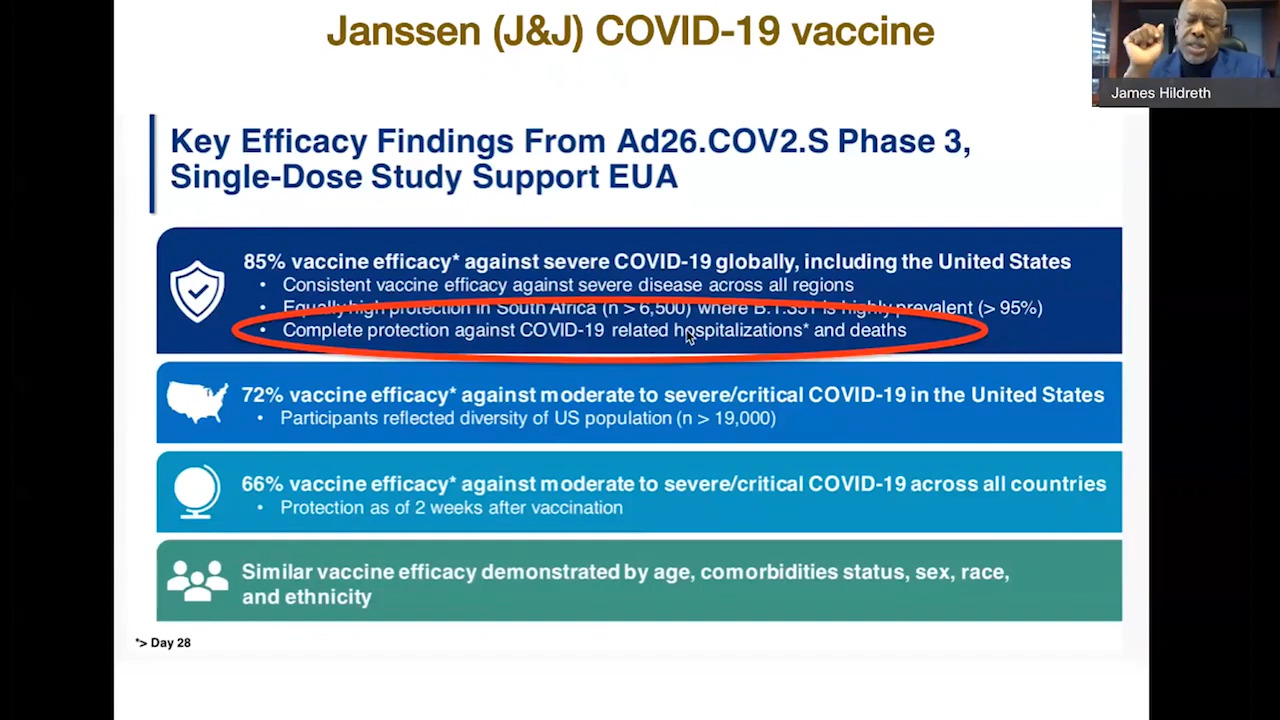 Janssen (J&J) COVID-19 vaccine
James Hildreth
Key Efficacy Findings From Ad26.COV2.S Phase 3,
Single-Dose Study Support EUA
85% vaccine efficacy* against severe COVID-19 globally, including the United States
• Consistent vaccine efficacy against severe disease across all regions
• Equally high protection in South Africa (n > 6,500) where B.1.351 is highly prevalent (> 95%)
• Complete protection against COVID-19 related hospitalizations* and deaths
72% vaccine efficacy* against moderate to severe/critical COVID-19 in the United States
• Participants reflected diversity of US population (n > 19,000)
66% vaccine efficacy* against moderate to severe/critical COVID-19 across all countries
• Protection as of 2 weeks after vaccination
Similar vaccine efficacy demonstrated by age, comorbidities status, sex, race,
and ethnicity
*> Day 28